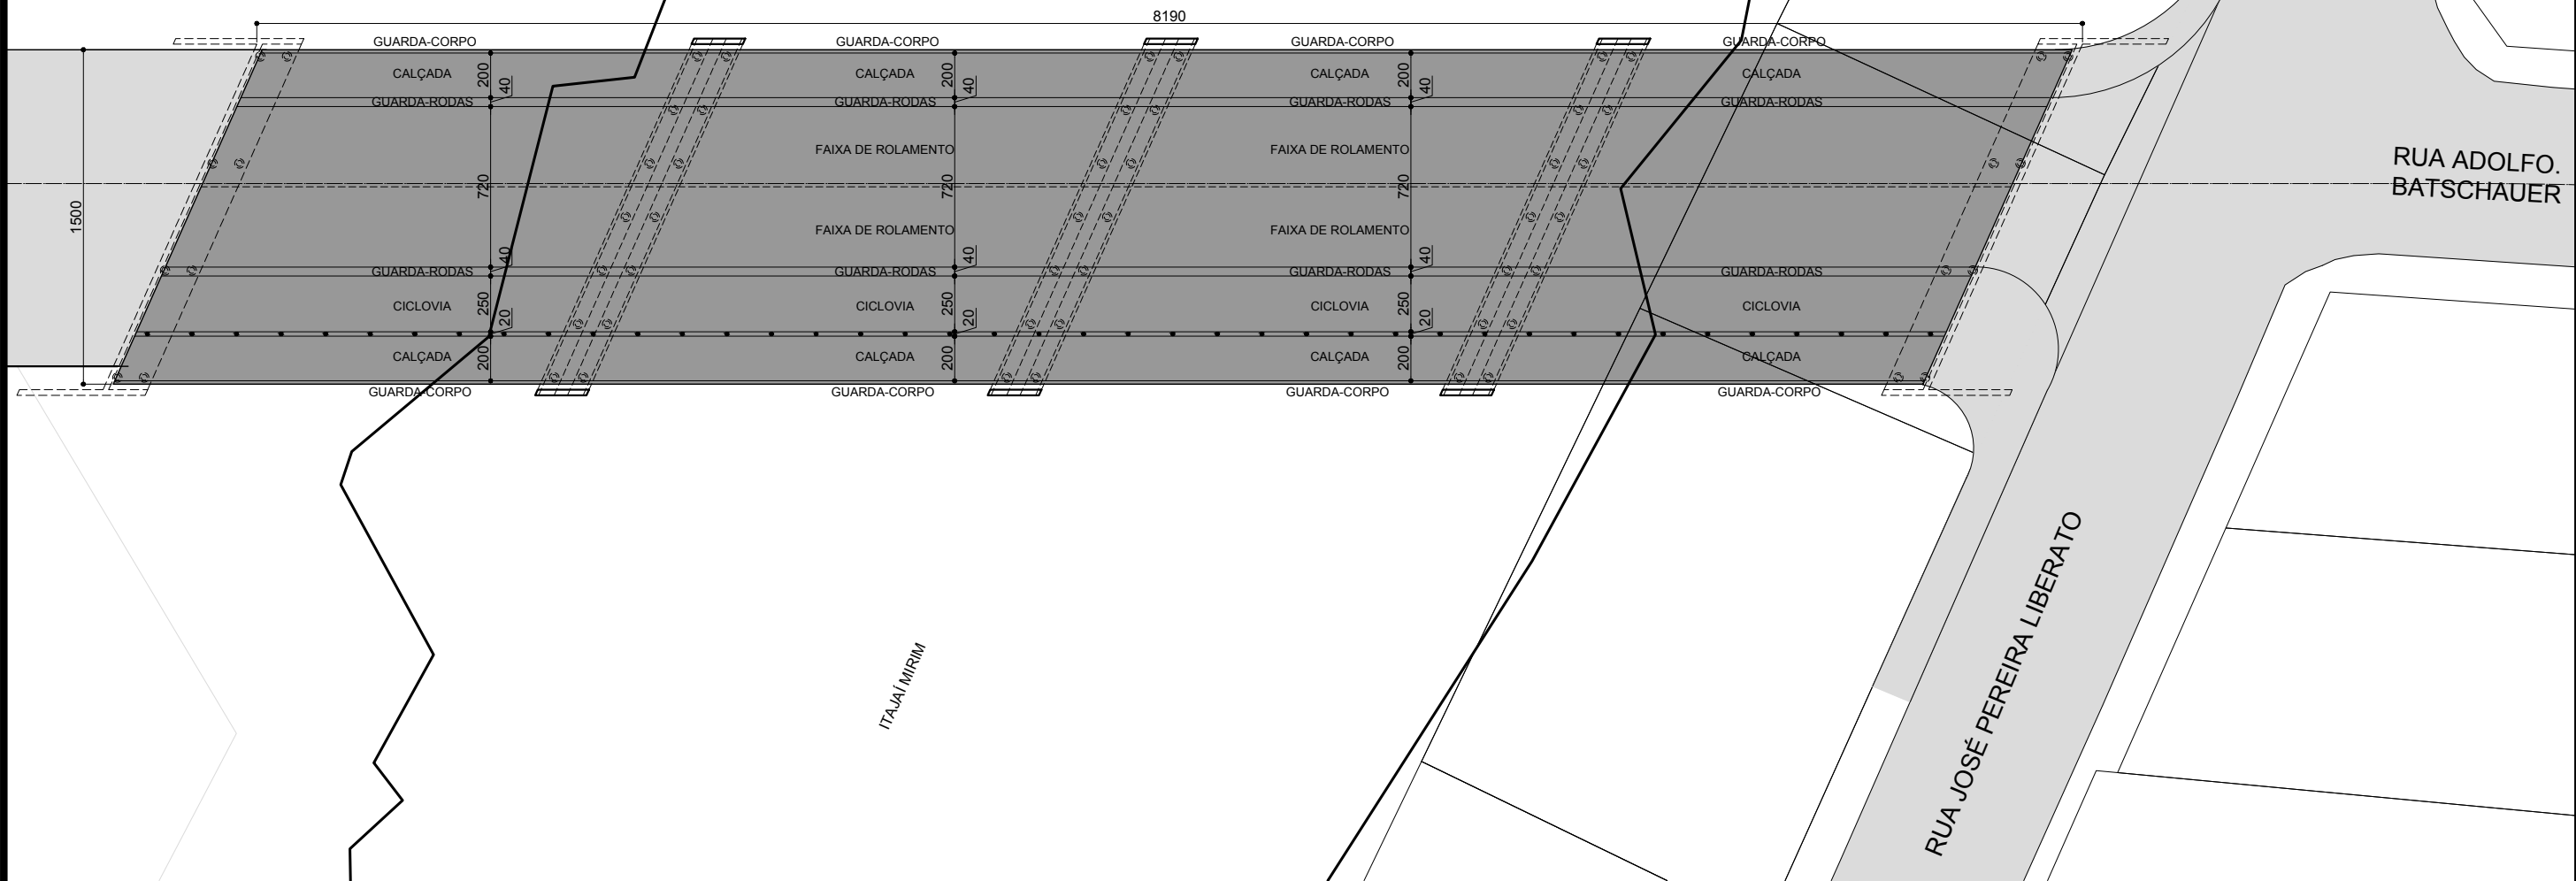 8190
GUARDA-CORPO GUARDA-CORPO GUARDA-CORPO GUARDA-CORPO
CALÇADA 200 CALÇADA 200 CALÇADA 200 CALÇADA
40 40 40
GUARDA-RODAS GUARDA-RODAS GUARDA-RODAS GUARDA-RODAS
FAIXA DE ROLAMENTO FAIXA DE ROLAMENTO
RUA ADOLFO.
BATSCHAUER
720 720 720
1500
FAIXA DE ROLAMENTO FAIXA DE ROLAMENTO
40 40 40
GUARDA-RODAS GUARDA-RODAS GUARDA-RODAS GUARDA-RODAS
CICLOVIA 250 CICLOVIA 250 CICLOVIA 250 CICLOVIA
20 20 20
CALÇADA 200 CALÇADA 200 CALÇADA 200 CALÇADA
GUARDA-CORPO GUARDA-CORPO GUARDA-CORPO GUARDA-CORPO
ITAJAÍ MIRIM
RUA JOSÉ PEREIRA LIBERATO